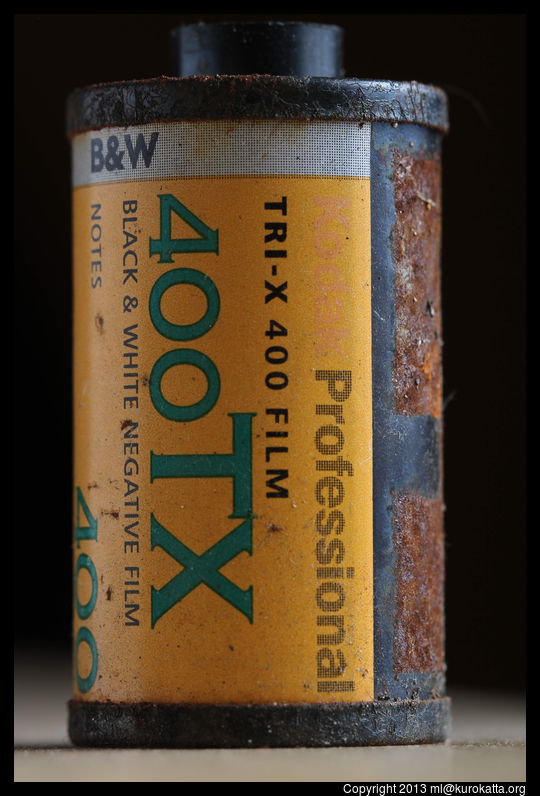 B&W
Kodak Professional
TRI-X 400 FILM
400TX
BLACK & WHITE NEGATIVE FILM
NOTES
400
Copyright 2013 ml@kurokatta.org